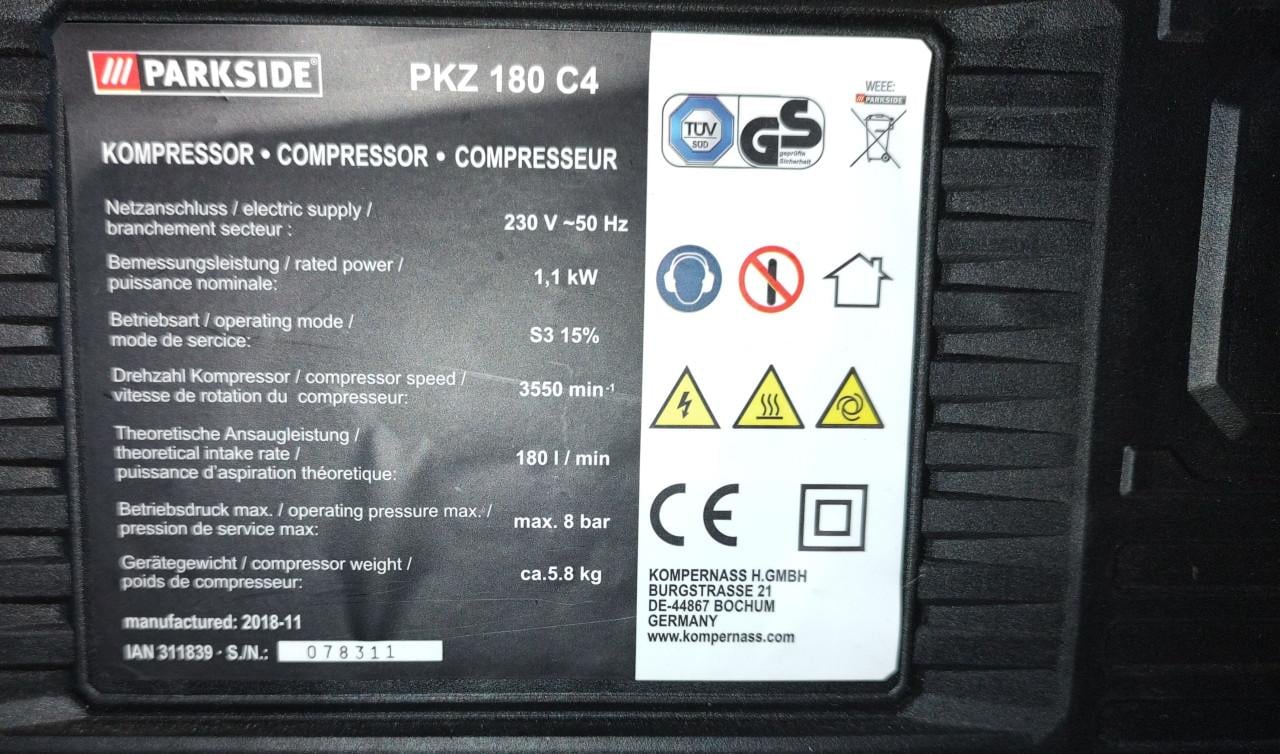 PARKSIDE®
PKZ 180 C4
KOMPRESSOR • COMPRESSOR • COMPRESSEUR
Netzanschluss / electric supply /
branchement secteur :
230 V ~50 Hz
Bemessungsleistung / rated power /
puissance nominale:
1,1 kW
Betriebsart / operating mode /
mode de sercice:
S3 15%
Drehzahl Kompressor / compressor speed /
vitesse de rotation du compresseur:
3550 min⁻¹
Theoretische Ansaugleistung /
theoretical intake rate /
puissance d'aspiration théoretique:
180 l / min
Betriebsdruck max. / operating pressure max. /
pression de service max:
max. 8 bar
Gerätegewicht / compressor weight /
poids de compresseur:
ca.5.8 kg
manufactured: 2018-11
IAN 311839 · S./N.: 078311
TÜV
SÜD
GS
geprüfte
Sicherheit
WEEE:
PARKSIDE
CE
KOMPERNASS H.GMBH
BURGSTRASSE 21
DE-44867 BOCHUM
GERMANY
www.kompernass.com